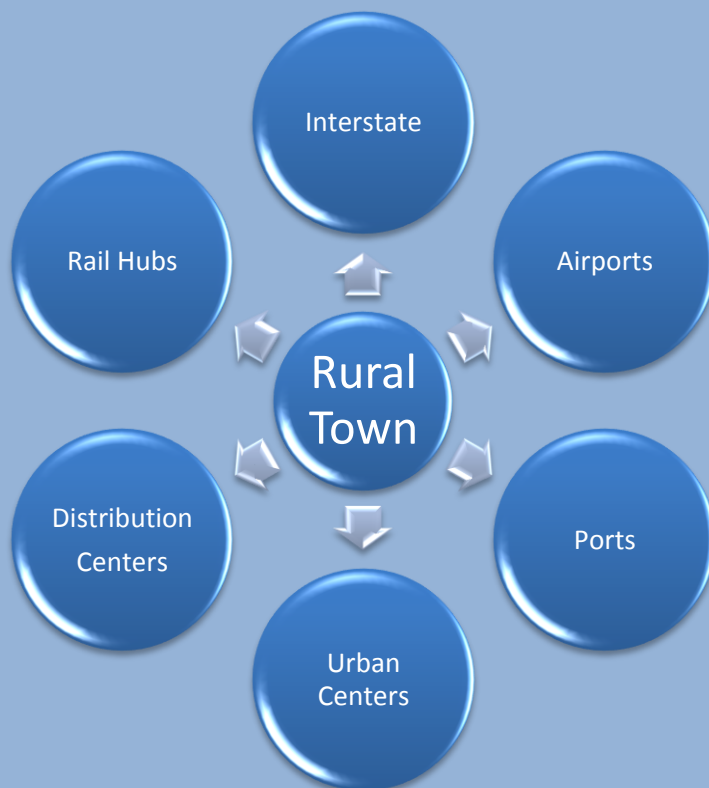 Interstate
Rail Hubs
Airports
Rural
Town
Distribution
Centers
Ports
Urban
Centers